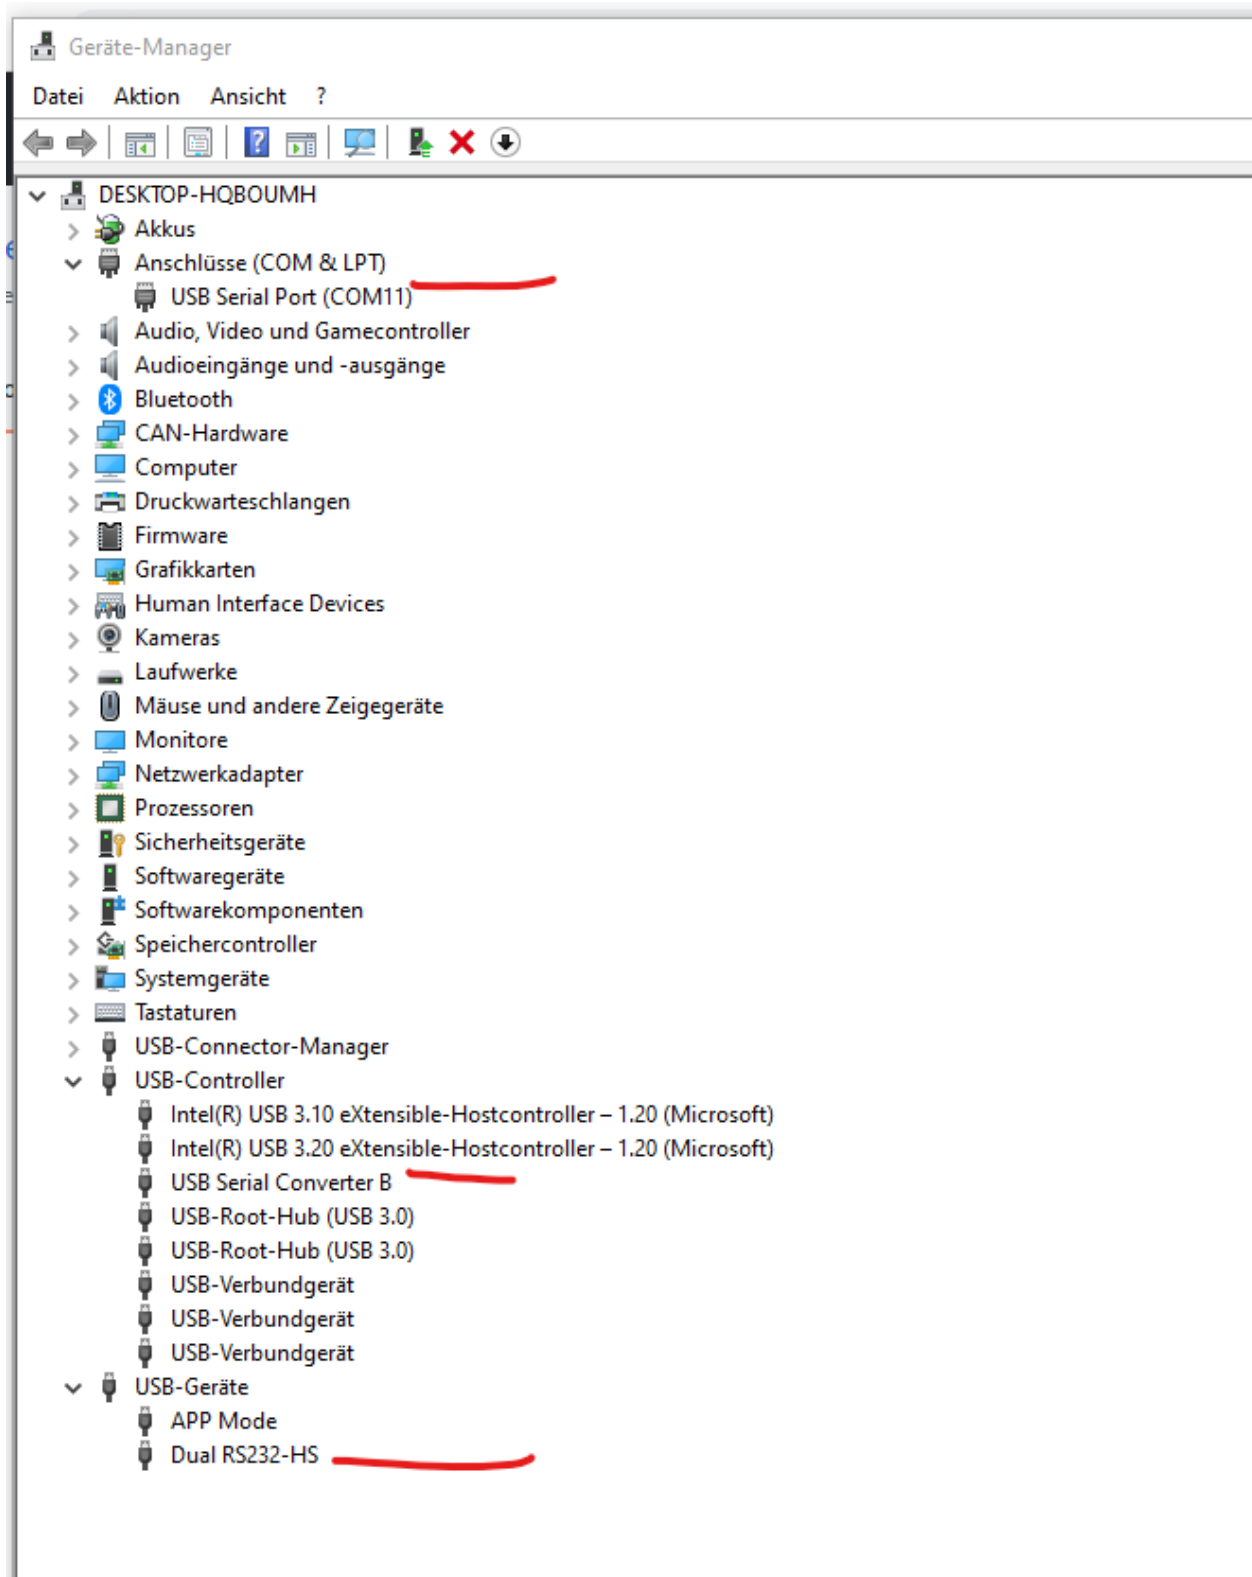 Geräte-Manager
Datei Aktion Ansicht ?
DESKTOP-HQBOUMH
Akkus
Anschlüsse (COM & LPT)
USB Serial Port (COM11)
Audio, Video und Gamecontroller
Audioeingänge und -ausgänge
Bluetooth
CAN-Hardware
Computer
Druckwarteschlangen
Firmware
Grafikkarten
Human Interface Devices
Kameras
Laufwerke
Mäuse und andere Zeigegeräte
Monitore
Netzwerkadapter
Prozessoren
Sicherheitsgeräte
Softwaregeräte
Softwarekomponenten
Speichercontroller
Systemgeräte
Tastaturen
USB-Connector-Manager
USB-Controller
Intel(R) USB 3.10 eXtensible-Hostcontroller – 1.20 (Microsoft)
Intel(R) USB 3.20 eXtensible-Hostcontroller – 1.20 (Microsoft)
USB Serial Converter B
USB-Root-Hub (USB 3.0)
USB-Root-Hub (USB 3.0)
USB-Verbundgerät
USB-Verbundgerät
USB-Verbundgerät
USB-Geräte
APP Mode
Dual RS232-HS